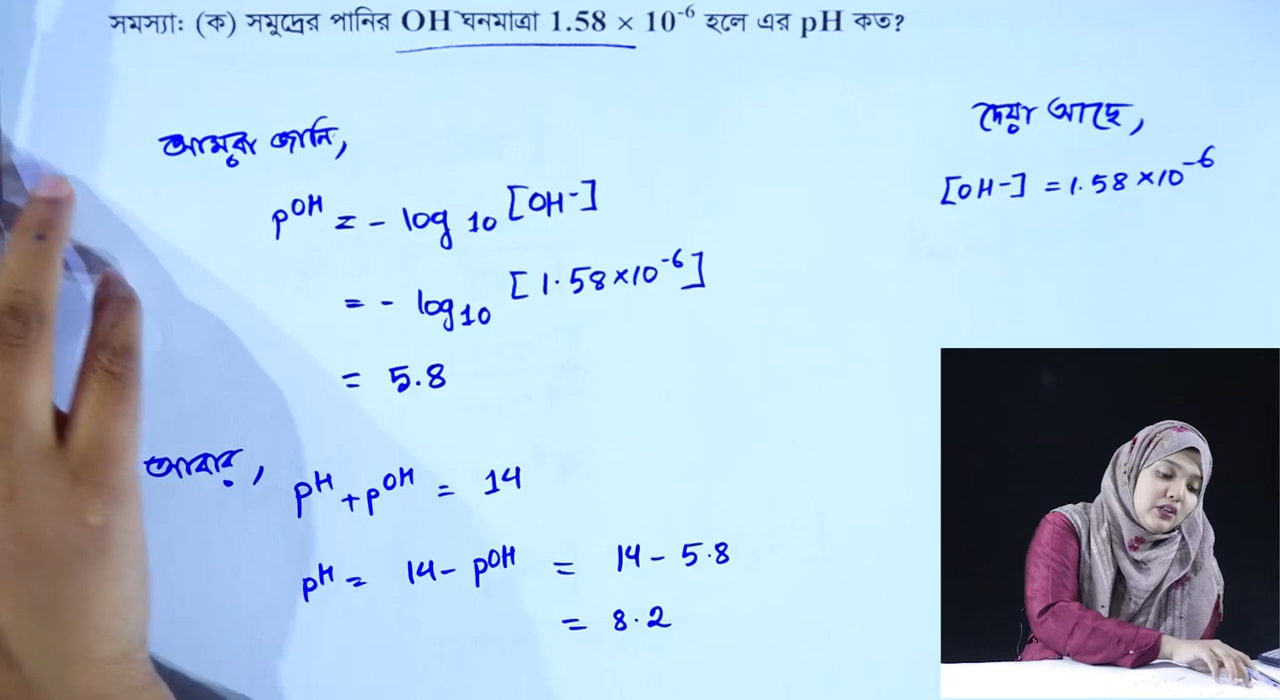 সমস্যা: (ক) সমুদ্রের পানির OH⁻ ঘনমাত্রা 1.58 × 10⁻⁶ হলে এর pH কত?
দেয়া আছে,
[OH-] = 1.58 × 10⁻⁶
আমরা জানি,
pᴼᴴ = - log₁₀ [OH⁻]
= - log₁₀ [1.58 × 10⁻⁶]
= 5.8
আবার, pᴴ + pᴼᴴ = 14
pᴴ = 14 - pᴼᴴ = 14 - 5.8
= 8.2